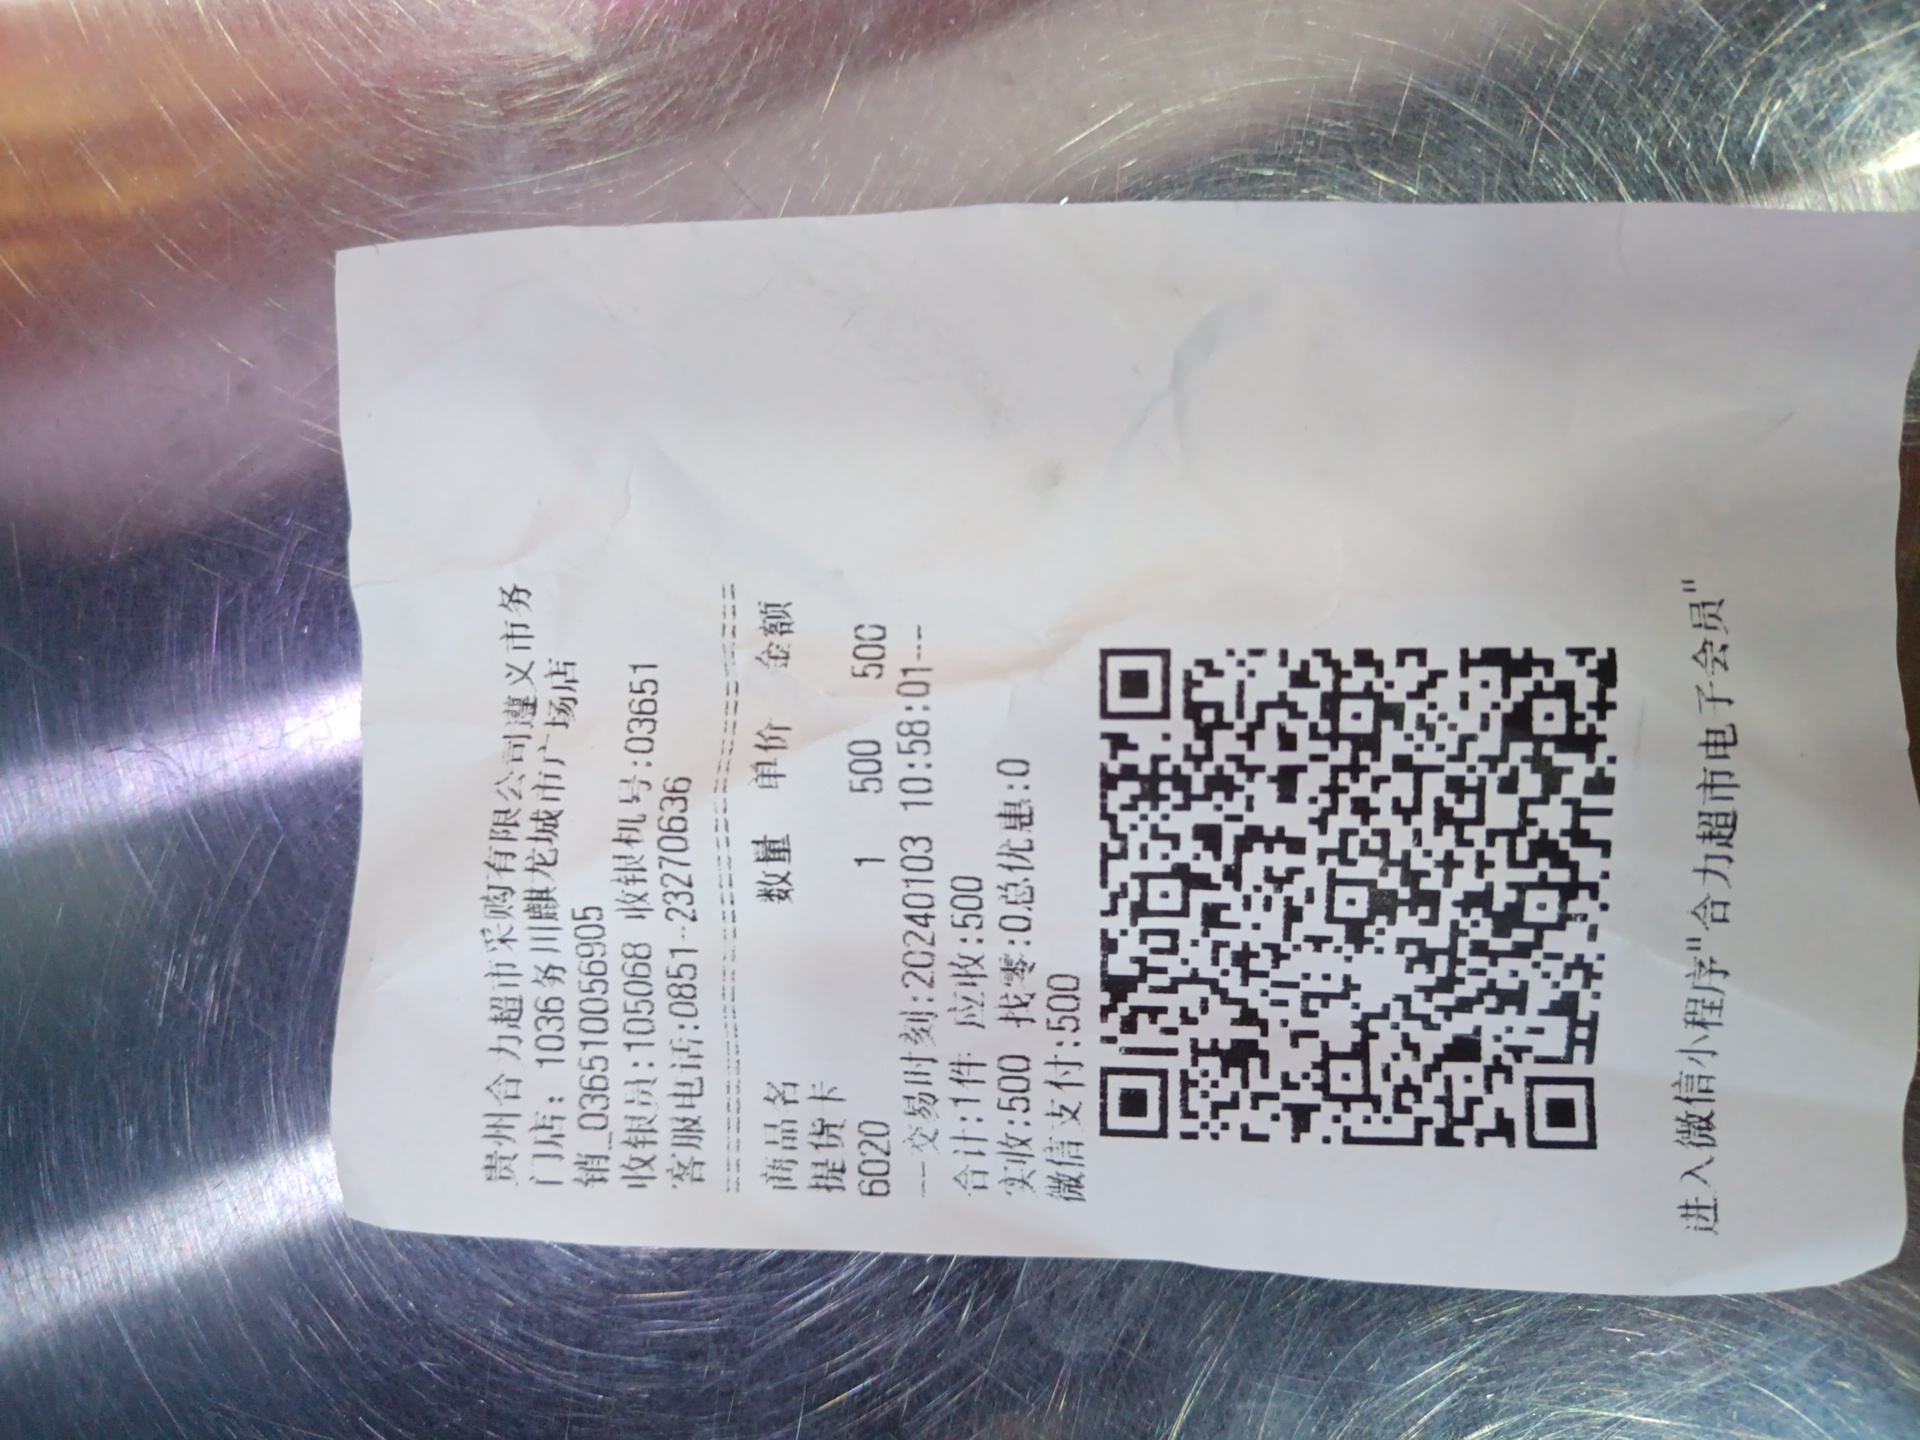 贵州合力超市采购有限公司遵义市务
门店: 1036务川麒龙城市广场店
销_0365100056905
收银员:105068 收银机号:03651
客服电话:0851-23270636
商品名 数量 单价 金额
提货卡
6020 1 500 500
---交易时刻:20240103 10:58:01---
合计:1件 应收:500
实收:500 找零:0总优惠:0
微信支付:500
进入微信小程序"合力超市电子会员"